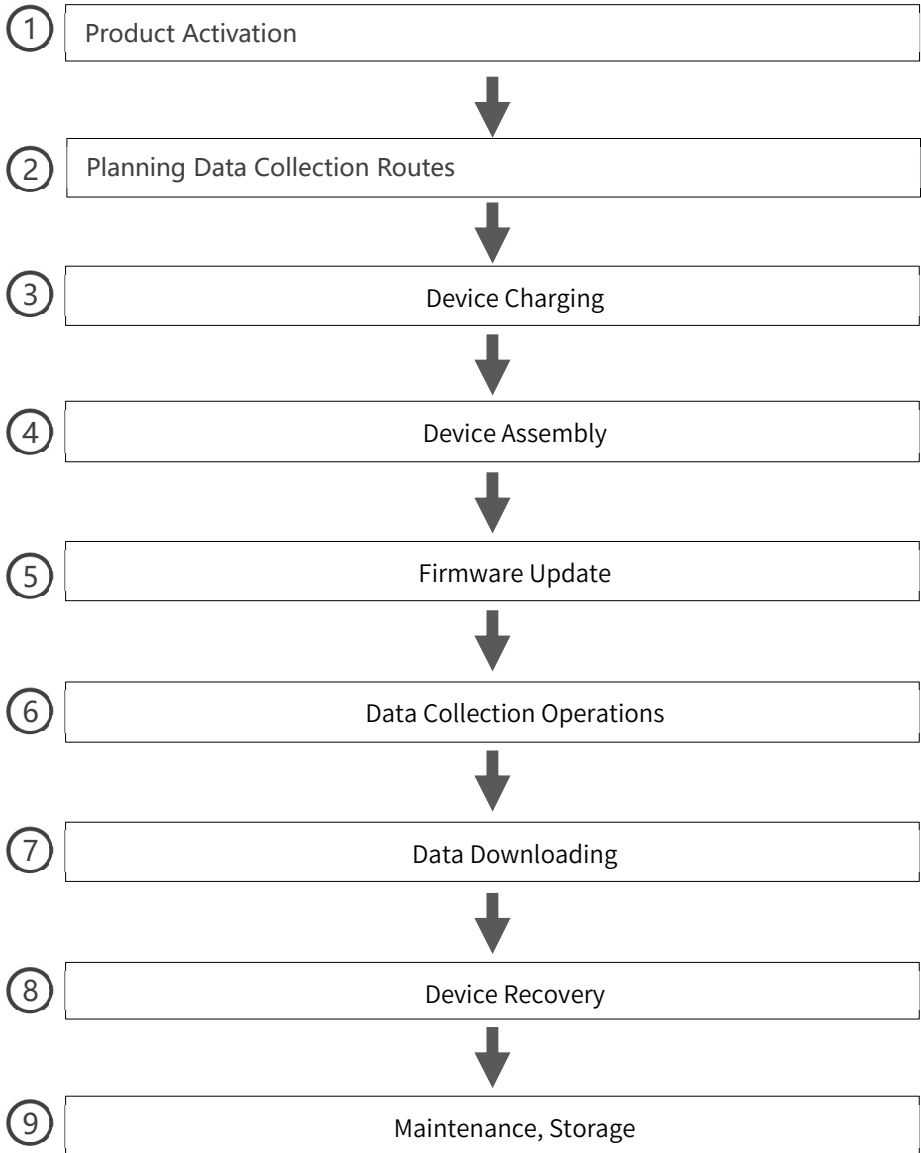 1 Product Activation
2 Planning Data Collection Routes
3 Device Charging
4 Device Assembly
5 Firmware Update
6 Data Collection Operations
7 Data Downloading
8 Device Recovery
9 Maintenance, Storage